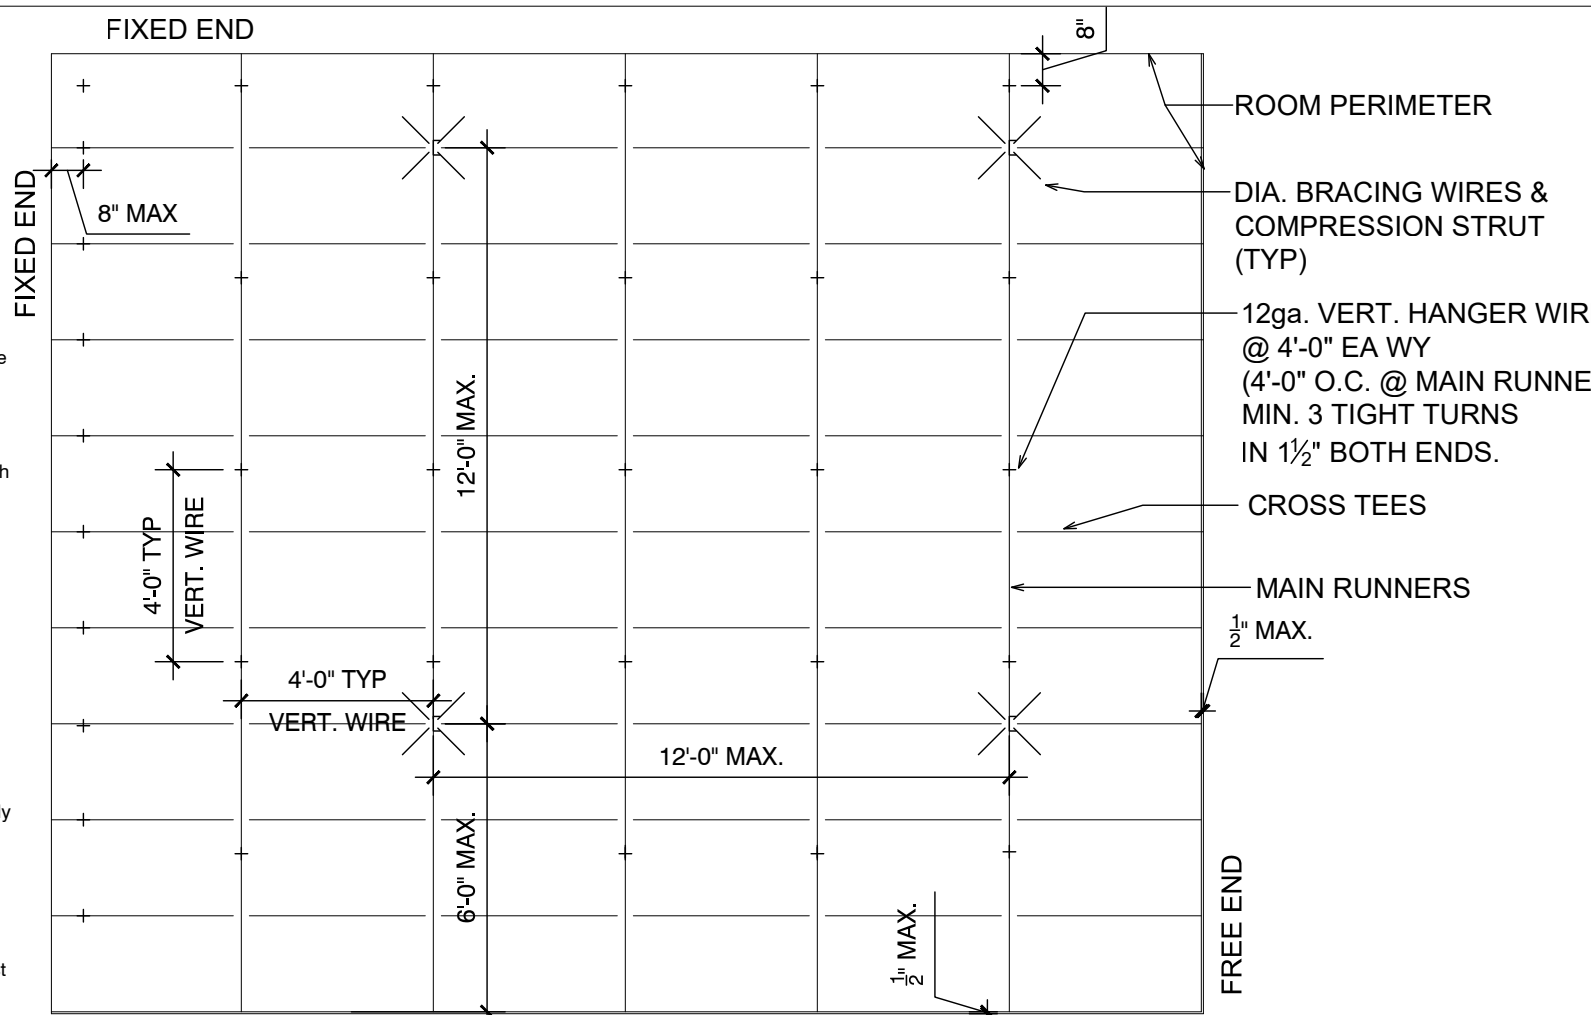 FIXED END
8"
ROOM PERIMETER
FIXED END
8" MAX
DIA. BRACING WIRES &
COMPRESSION STRUT
(TYP)
12ga. VERT. HANGER WIR
@ 4'-0" EA WY
(4'-0" O.C. @ MAIN RUNNE
MIN. 3 TIGHT TURNS
IN 1½" BOTH ENDS.
12'-0" MAX.
4'-0" TYP
VERT. WIRE
CROSS TEES
MAIN RUNNERS
½" MAX.
4'-0" TYP
VERT. WIRE
12'-0" MAX.
6'-0" MAX.
½" MAX.
FREE END